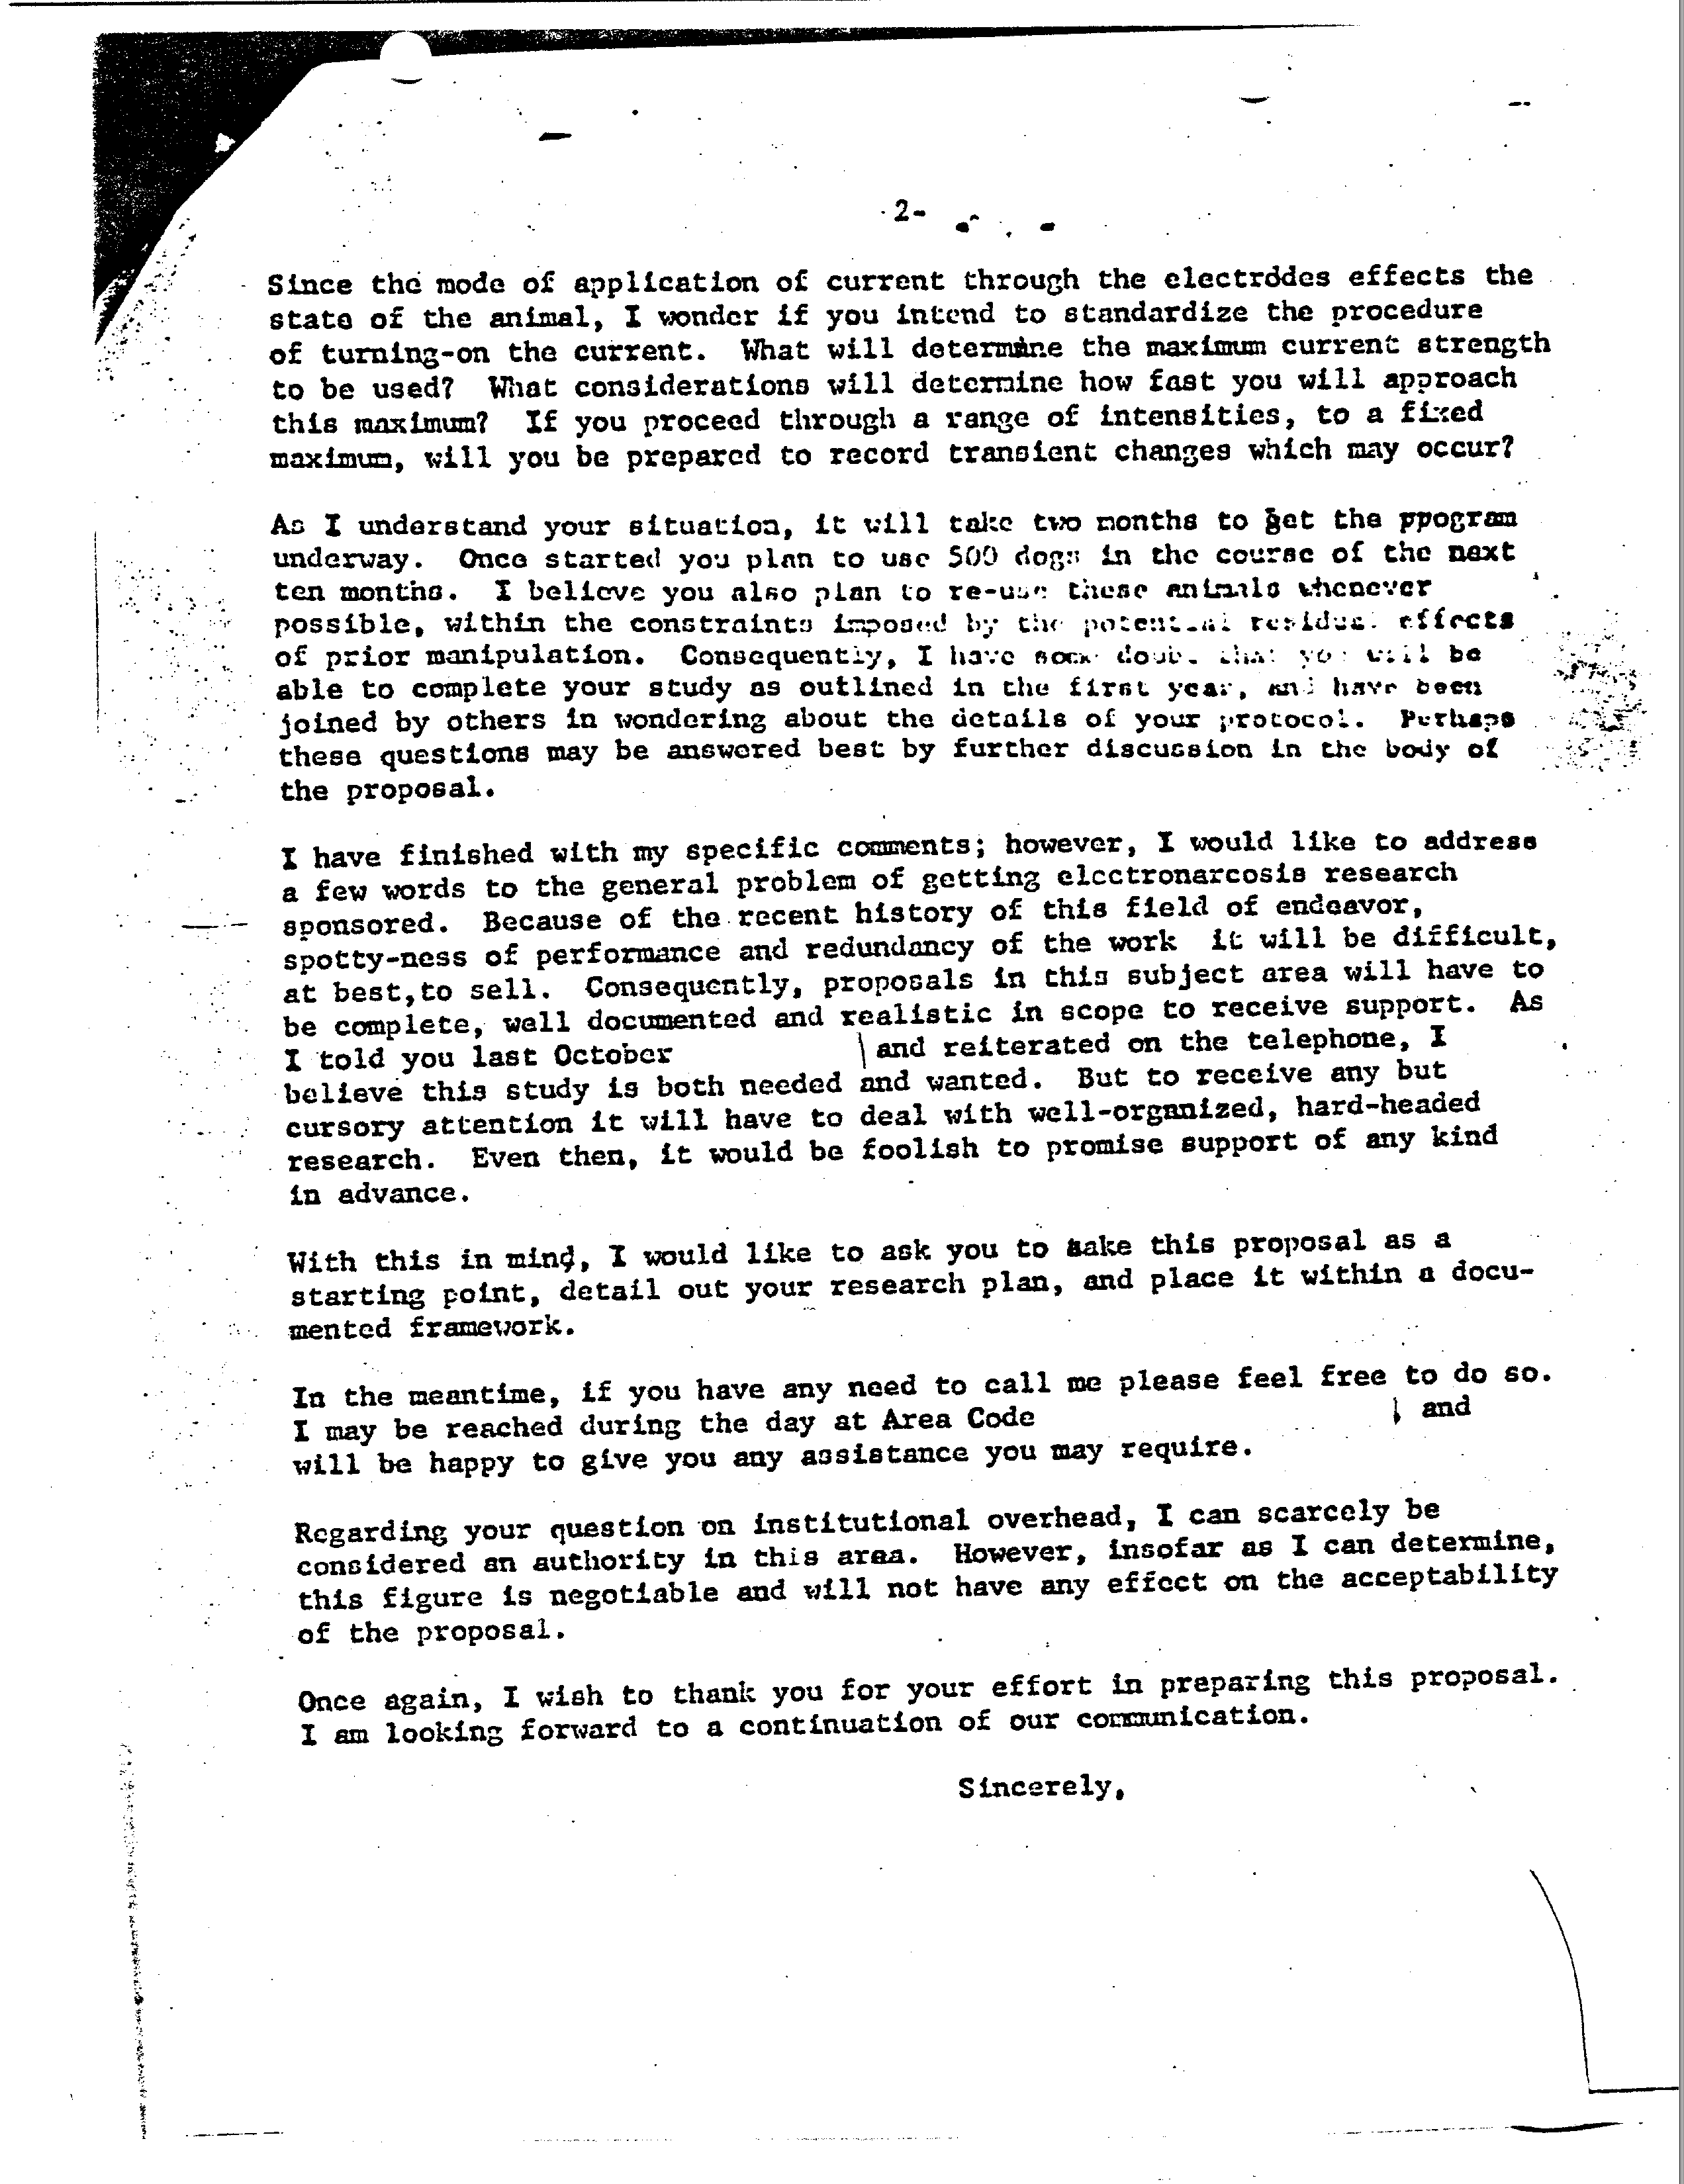 2-
Since the mode of application of current through the electrodes effects the
state of the animal, I wonder if you intend to standardize the procedure
of turning-on the current. What will determine the maximum current strength
to be used? What considerations will determine how fast you will approach
this maximum? If you proceed through a range of intensities, to a fixed
maximum, will you be prepared to record transient changes which may occur?
As I understand your situation, it will take two months to get the ppogram
underway. Once started you plan to use 500 dogs in the course of the next
ten months. I believe you also plan to re-use these animals whenever
possible, within the constraints imposed by the potential residual effects
of prior manipulation. Consequently, I have some doubt that you will be
able to complete your study as outlined in the first year, and have been
joined by others in wondering about the details of your protocol. Perhaps
these questions may be answered best by further discussion in the body of
the proposal.
I have finished with my specific comments; however, I would like to address
a few words to the general problem of getting electronarcosis research
sponsored. Because of the recent history of this field of endeavor,
spotty-ness of performance and redundancy of the work it will be difficult,
at best,to sell. Consequently, proposals in this subject area will have to
be complete, well documented and realistic in scope to receive support. As
I told you last October and reiterated on the telephone, I
believe this study is both needed and wanted. But to receive any but
cursory attention it will have to deal with well-organized, hard-headed
research. Even then, it would be foolish to promise support of any kind
in advance.
With this in mind, I would like to ask you to take this proposal as a
starting point, detail out your research plan, and place it within a docu-
mented framework.
In the meantime, if you have any need to call me please feel free to do so.
I may be reached during the day at Area Code and
will be happy to give you any assistance you may require.
Regarding your question on institutional overhead, I can scarcely be
considered an authority in this area. However, insofar as I can determine,
this figure is negotiable and will not have any effect on the acceptability
of the proposal.
Once again, I wish to thank you for your effort in preparing this proposal.
I am looking forward to a continuation of our communication.
Sincerely,